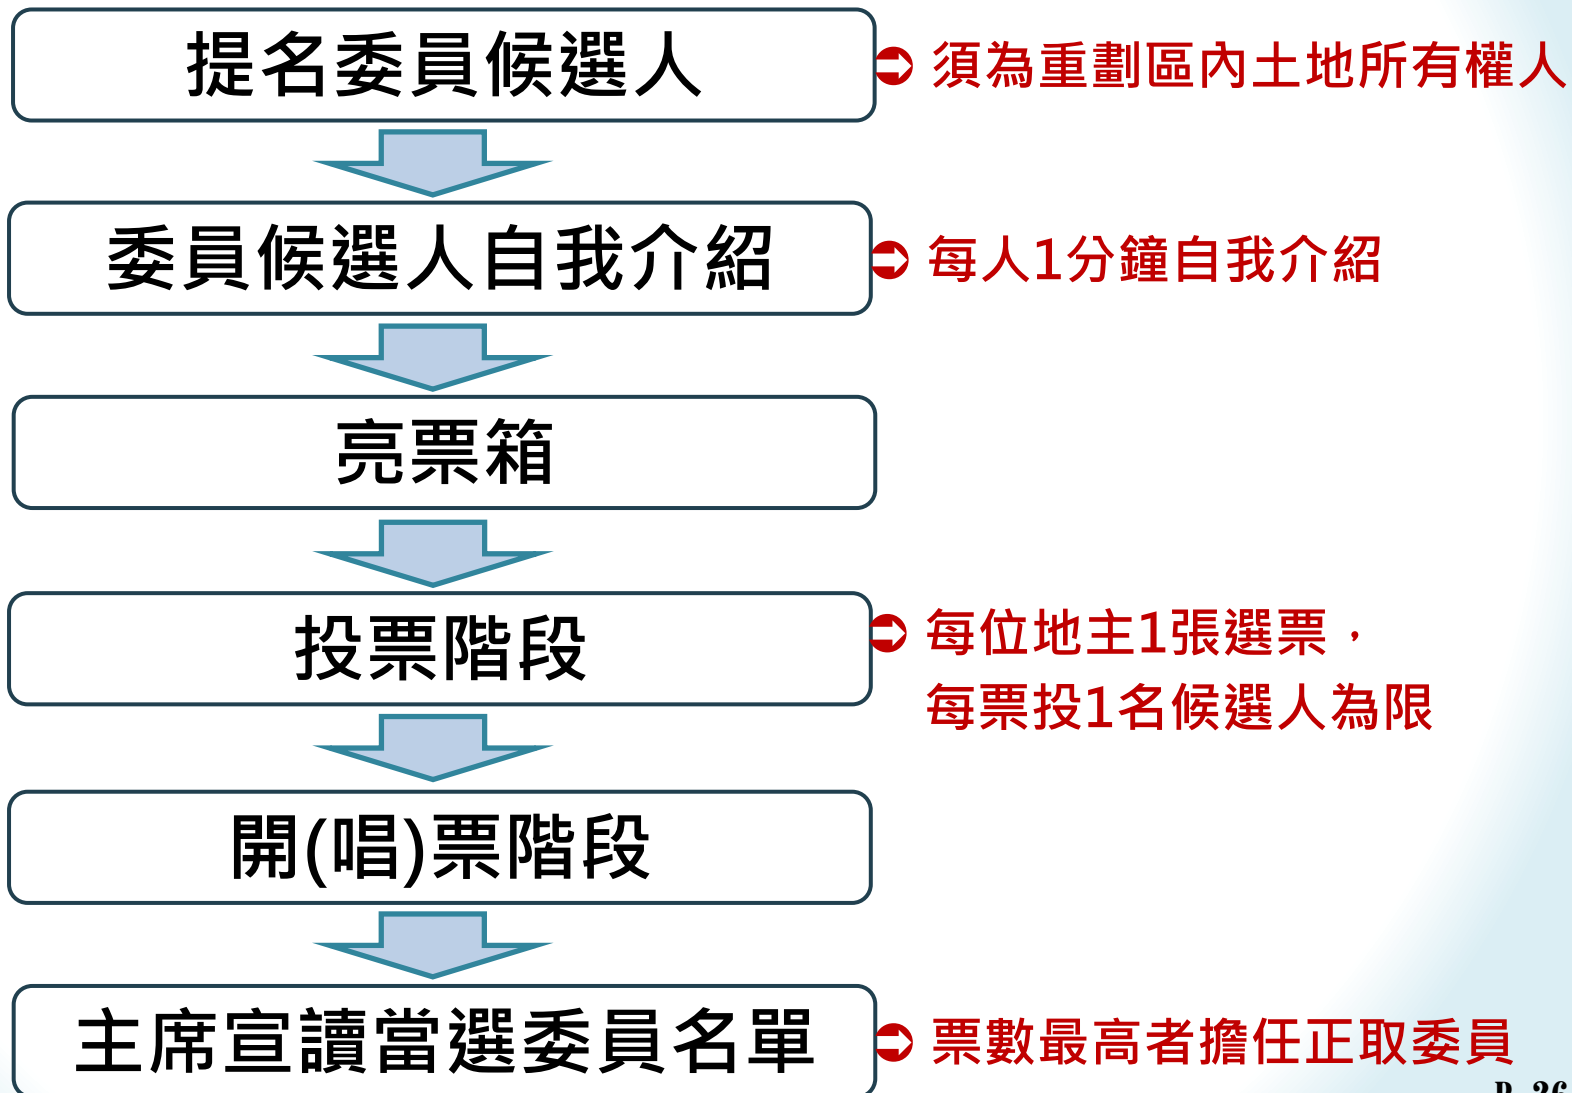 提名委員候選人
須為重劃區內土地所有權人
委員候選人自我介紹
每人1分鐘自我介紹
亮票箱
投票階段
每位地主1張選票，
每票投1名候選人為限
開(唱)票階段
主席宣讀當選委員名單
票數最高者擔任正取委員
P. 26